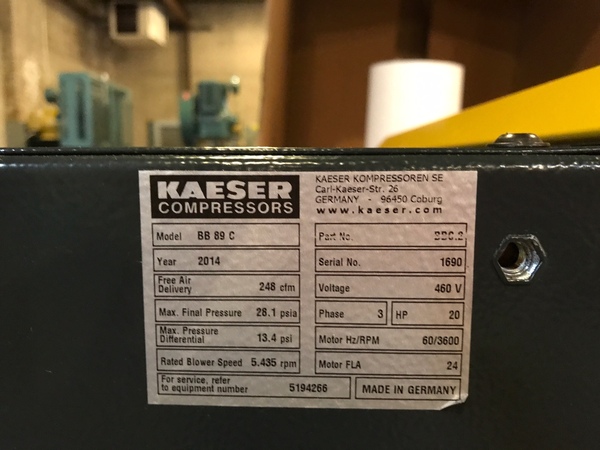 KAESER
COMPRESSORS
KAESER KOMPRESSOREN SE
Carl-Kaeser-Str. 26
GERMANY - 96450 Coburg
www.kaeser.com
Model BB 89 C
Part No. BBC.2
Year 2014
Serial No. 1690
Free Air
Delivery 248 cfm
Voltage 460 V
Max. Final Pressure 28.1 psia
Phase 3 HP 20
Max. Pressure
Differential 13.4 psi
Motor Hz/RPM 60/3600
Rated Blower Speed 5.435 rpm
Motor FLA 24
For service, refer
to equipment number 5194266
MADE IN GERMANY